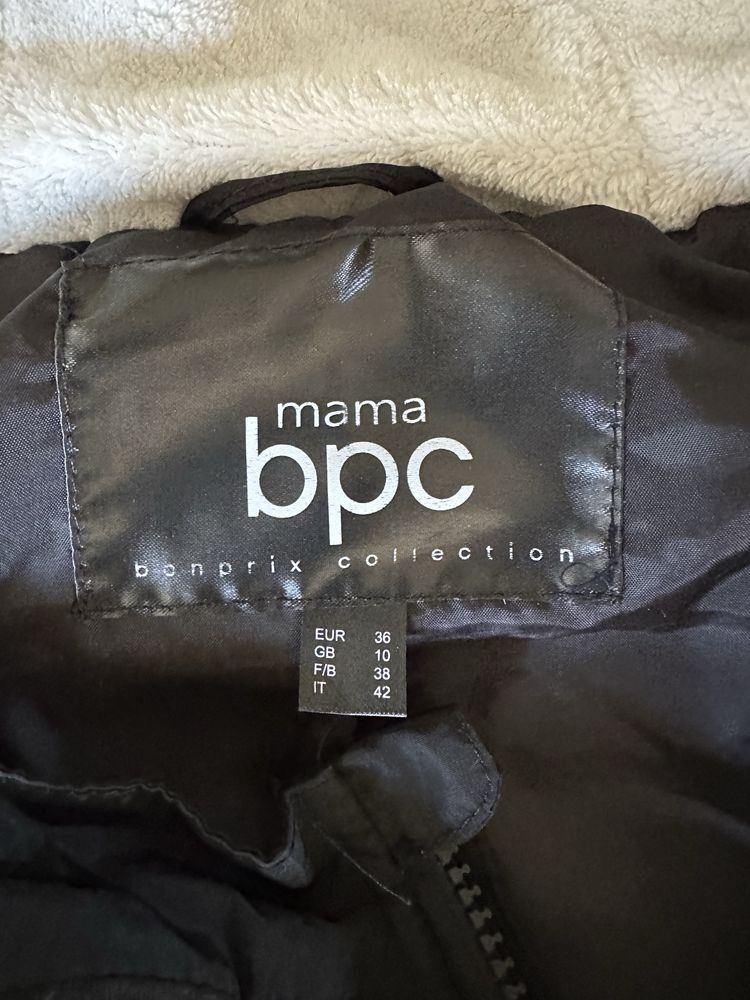 mama
bpc
bonprix collection
EUR 36
GB 10
F/B 38
IT 42